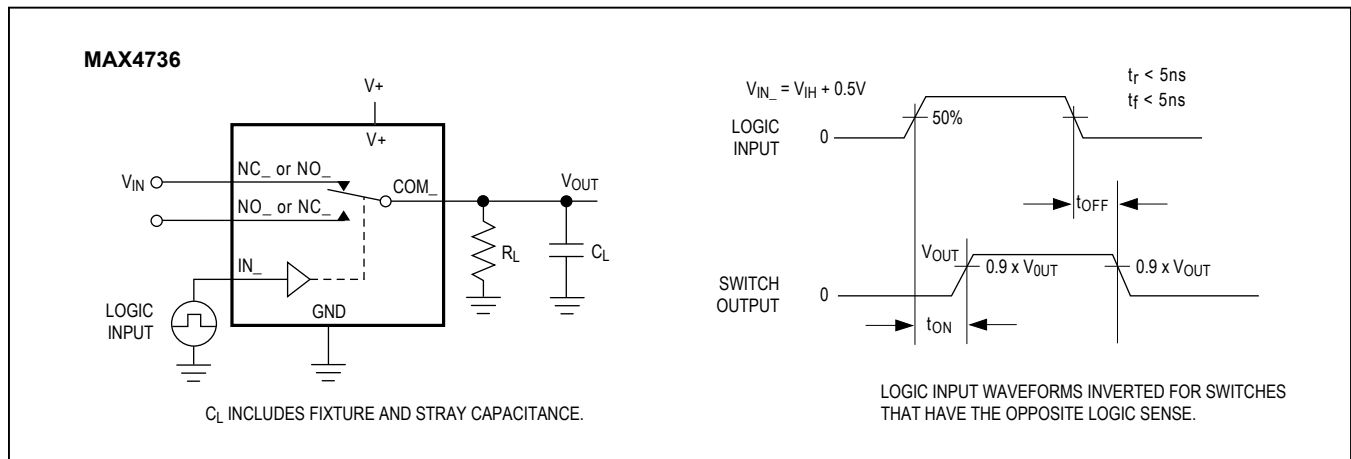 MAX4736
V+
V+
NC_ or NO_
VIN
COM_
VOUT
NO_ or NC_
RL
CL
IN_
LOGIC
INPUT
GND
CL INCLUDES FIXTURE AND STRAY CAPACITANCE.
VIN_ = VIH + 0.5V
tr < 5ns
tf < 5ns
LOGIC
INPUT
0
50%
tOFF
VOUT
0.9 x V0UT
0.9 x VOUT
SWITCH
OUTPUT
0
tON
LOGIC INPUT WAVEFORMS INVERTED FOR SWITCHES
THAT HAVE THE OPPOSITE LOGIC SENSE.